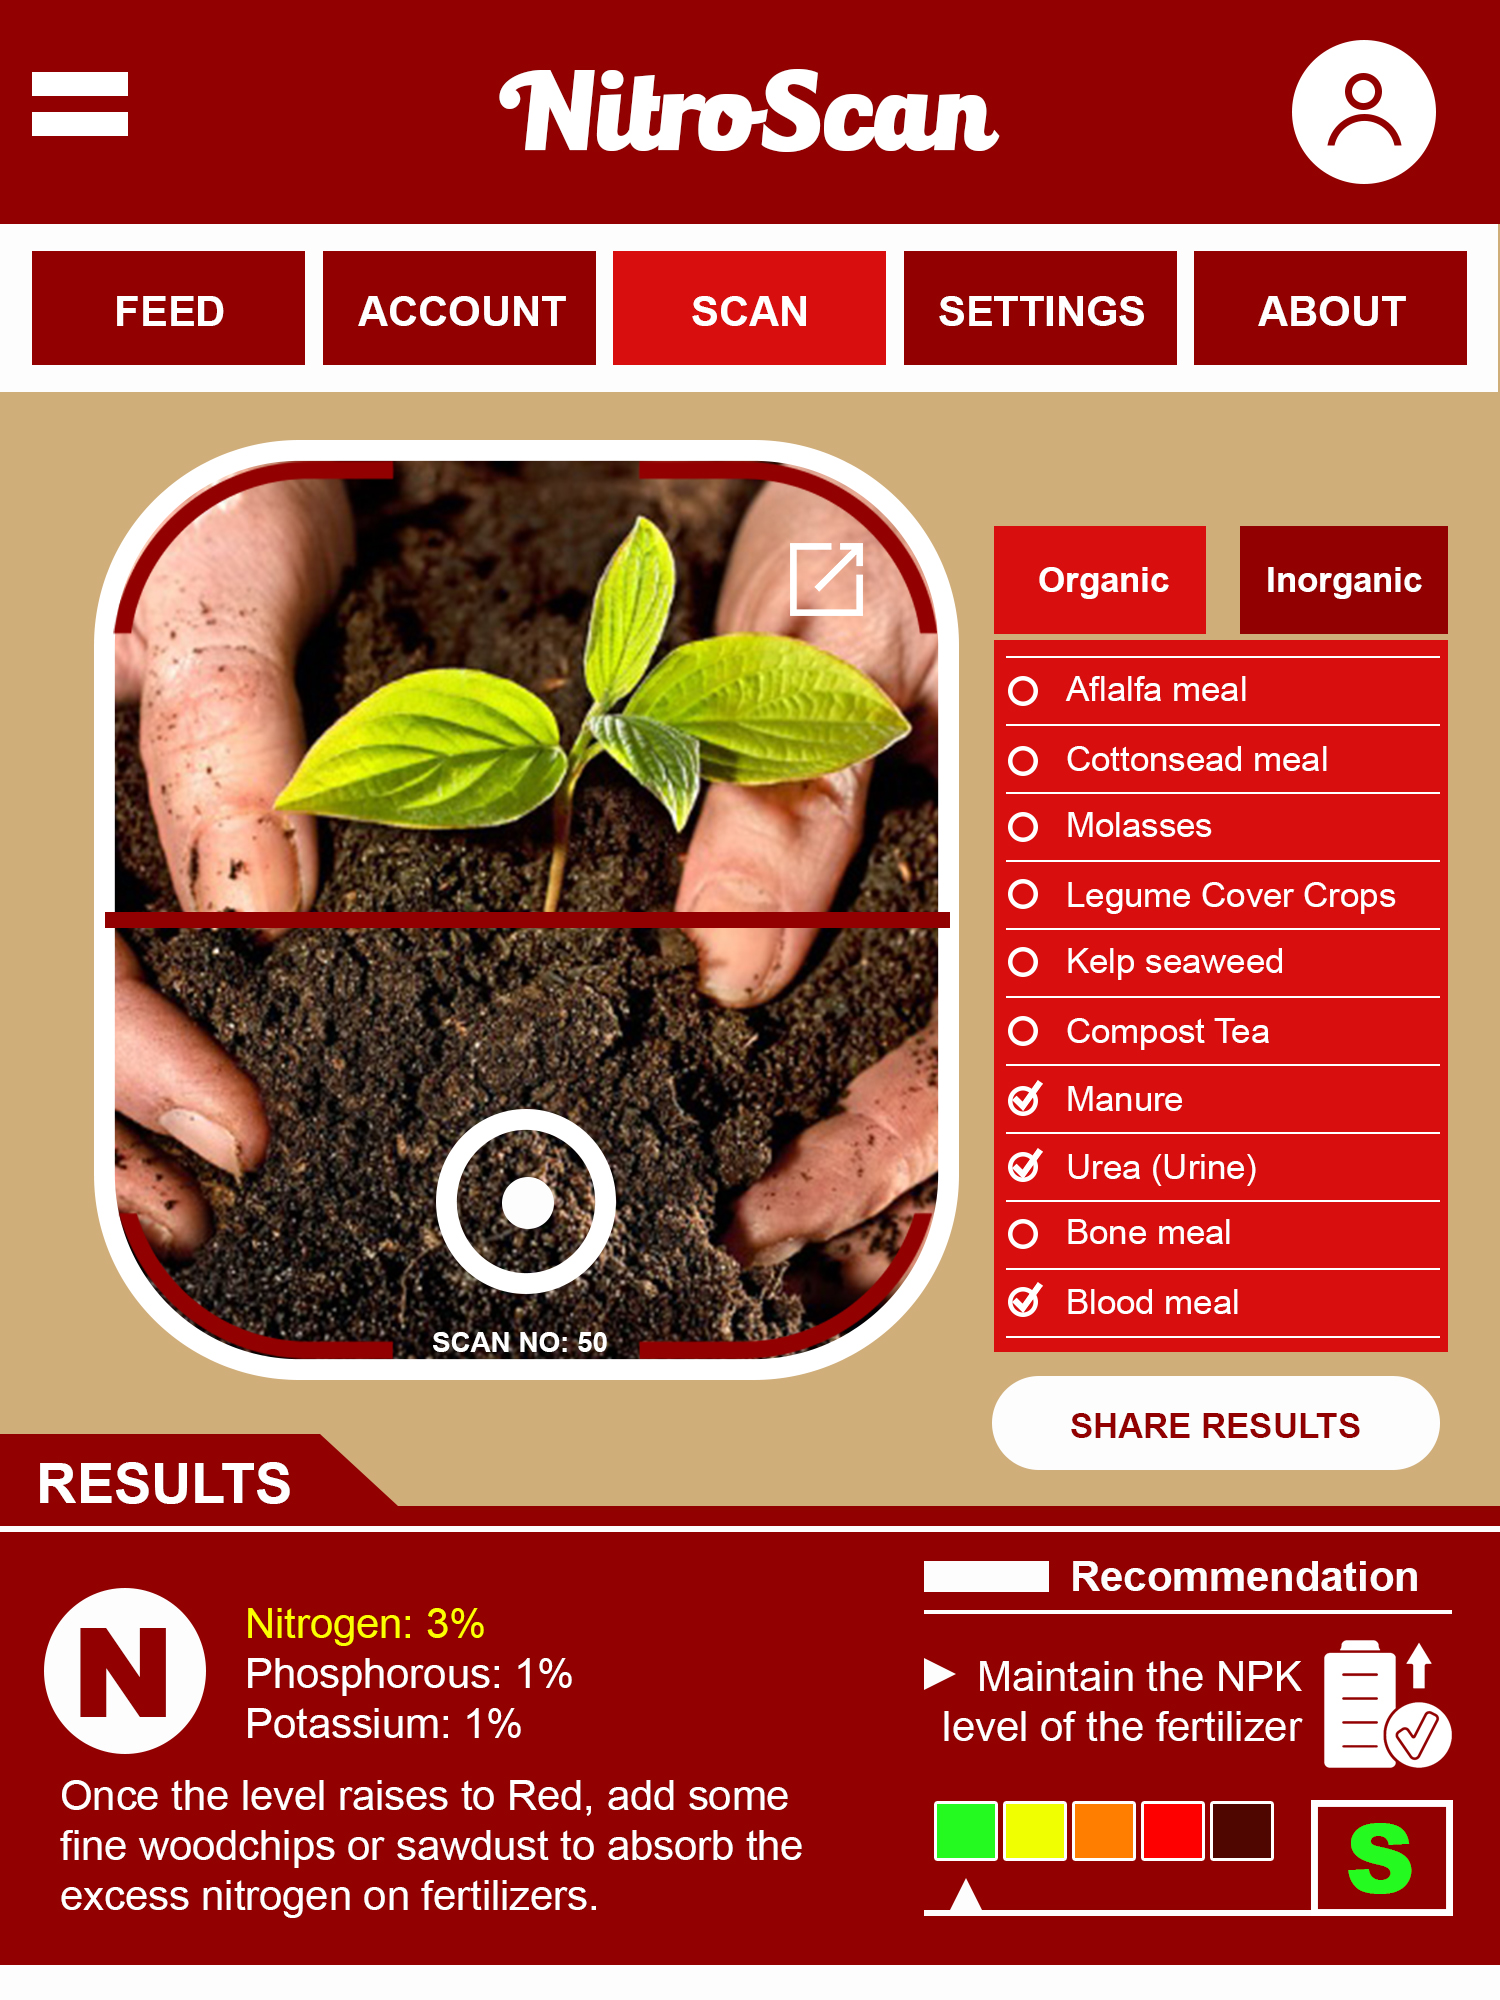 NitroScan
FEED
ACCOUNT
SCAN
SETTINGS
ABOUT
Organic
Inorganic
Aflalfa meal
Cottonsead meal
Molasses
Legume Cover Crops
Kelp seaweed
Compost Tea
Manure
Urea (Urine)
Bone meal
Blood meal
SCAN NO: 50
SHARE RESULTS
RESULTS
N
Nitrogen: 3%
Phosphorous: 1%
Potassium: 1%
Once the level raises to Red, add some
fine woodchips or sawdust to absorb the
excess nitrogen on fertilizers.
Recommendation
Maintain the NPK
level of the fertilizer
S